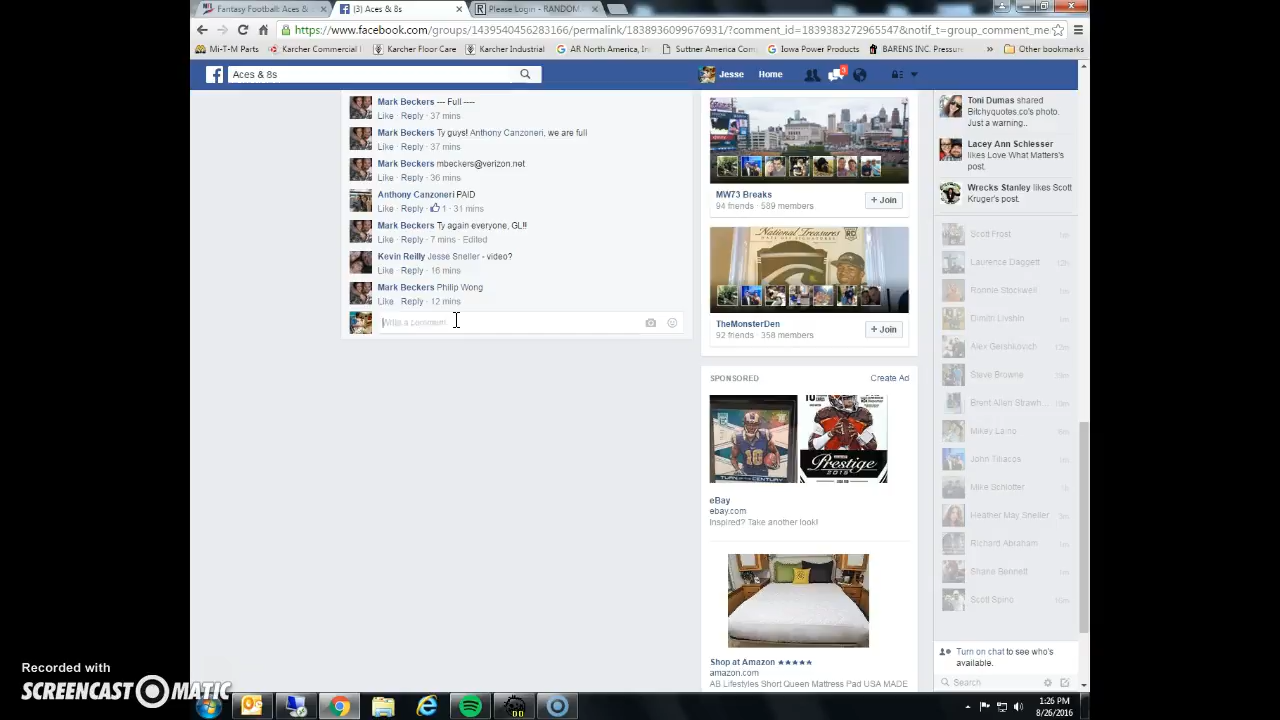 Fantasy Football: Aces &
(3) Aces & 8s
Please Login - RANDOM.
https://www.facebook.com/groups/1439540456283166/permalink/1838936099676931/?comment_id=1839383272965548&notif_t=group_comment_me
Mi-T-M Parts
Karcher Commercial
Karcher Floor Care
Karcher Industrial
AR North America, In
Suttner America Com
Iowa Power Products
BARENS INC. Pressure
Other bookmarks
Aces & 8s
Jesse
Home
Mark Beckers --- Full ----
Like · Reply · 37 mins
Mark Beckers Ty guys! Anthony Canzoneri, we are full
Like · Reply · 37 mins
Mark Beckers mbeckers@verizon.net
Like · Reply · 36 mins
Anthony Canzoneri PAID
Like · Reply · 1 · 31 mins
Mark Beckers Ty again everyone, GL!!
Like · Reply · 7 mins · Edited
Kevin Reilly Jesse Sneller - video?
Like · Reply · 16 mins
Mark Beckers Philip Wong
Like · Reply · 12 mins
Write a comment
MW73 Breaks
94 friends · 589 members
+ Join
National Treasures
TheMonsterDen
92 friends · 358 members
+ Join
SPONSORED
Create Ad
Prestige
2015
eBay
ebay.com
Inspired? Take another look!
Shop at Amazon ★★★★★
amazon.com
AB Lifestyles Short Queen Mattress Pad USA MADE
Toni Dumas shared
Bitchyquotes.co's photo.
Just a warning..
Lacey Ann Schlesser
likes Love What Matters's
post.
Wrecks Stanley likes Scott
Kruger's post.
Scott Frost
Laurence Daggett
Ronnie Stockwell
Dimitri Livshin
Alex Gershkovich
Steve Browne
Brent Allen Strawn...
Mikey Laino
John Tibacos
Mike Schlotter
Heather May Sneller
Richard Abraham
Shane Bennett
Scott Spino
Turn on chat to see who's
available.
Search
Recorded with
SCREENCAST MATIC
1:26 PM
8/26/2016